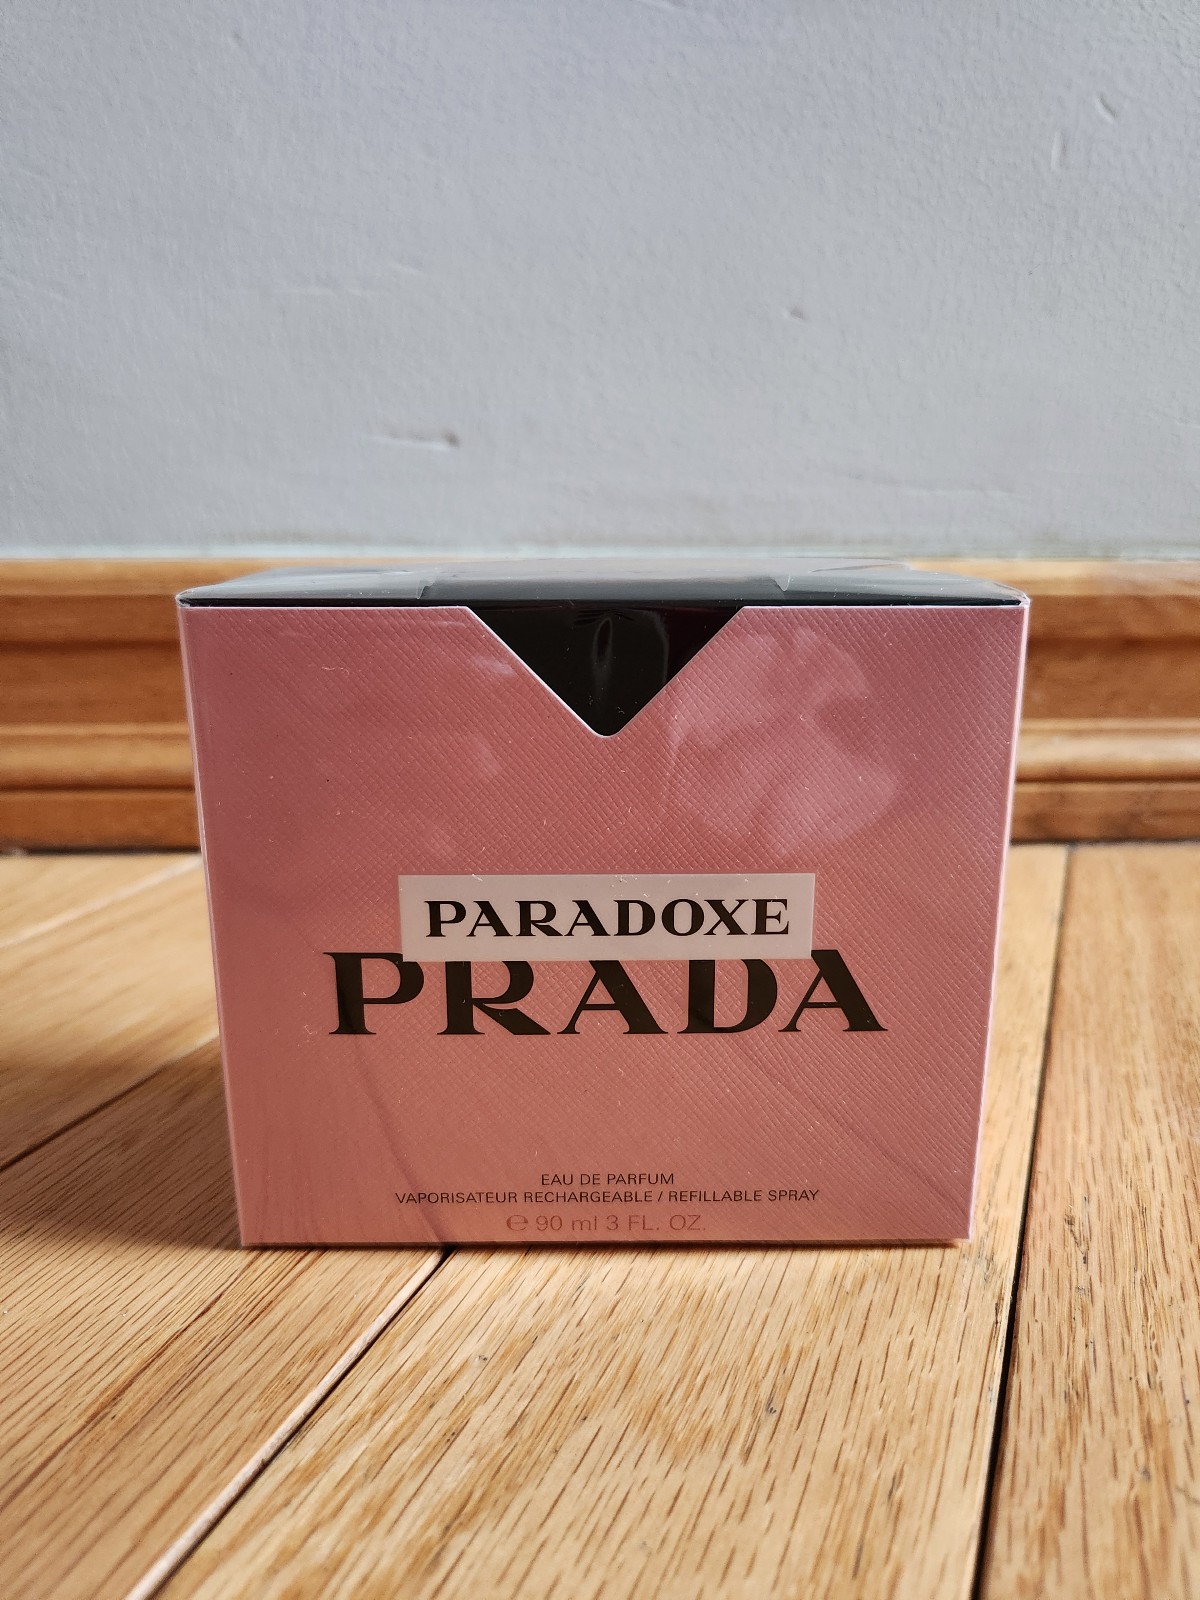 PARADOXE
PRADA
EAU DE PARFUM
VAPORISATEUR RECHARGEABLE / REFILLABLE SPRAY
℮ 90 ml 3 FL. OZ.